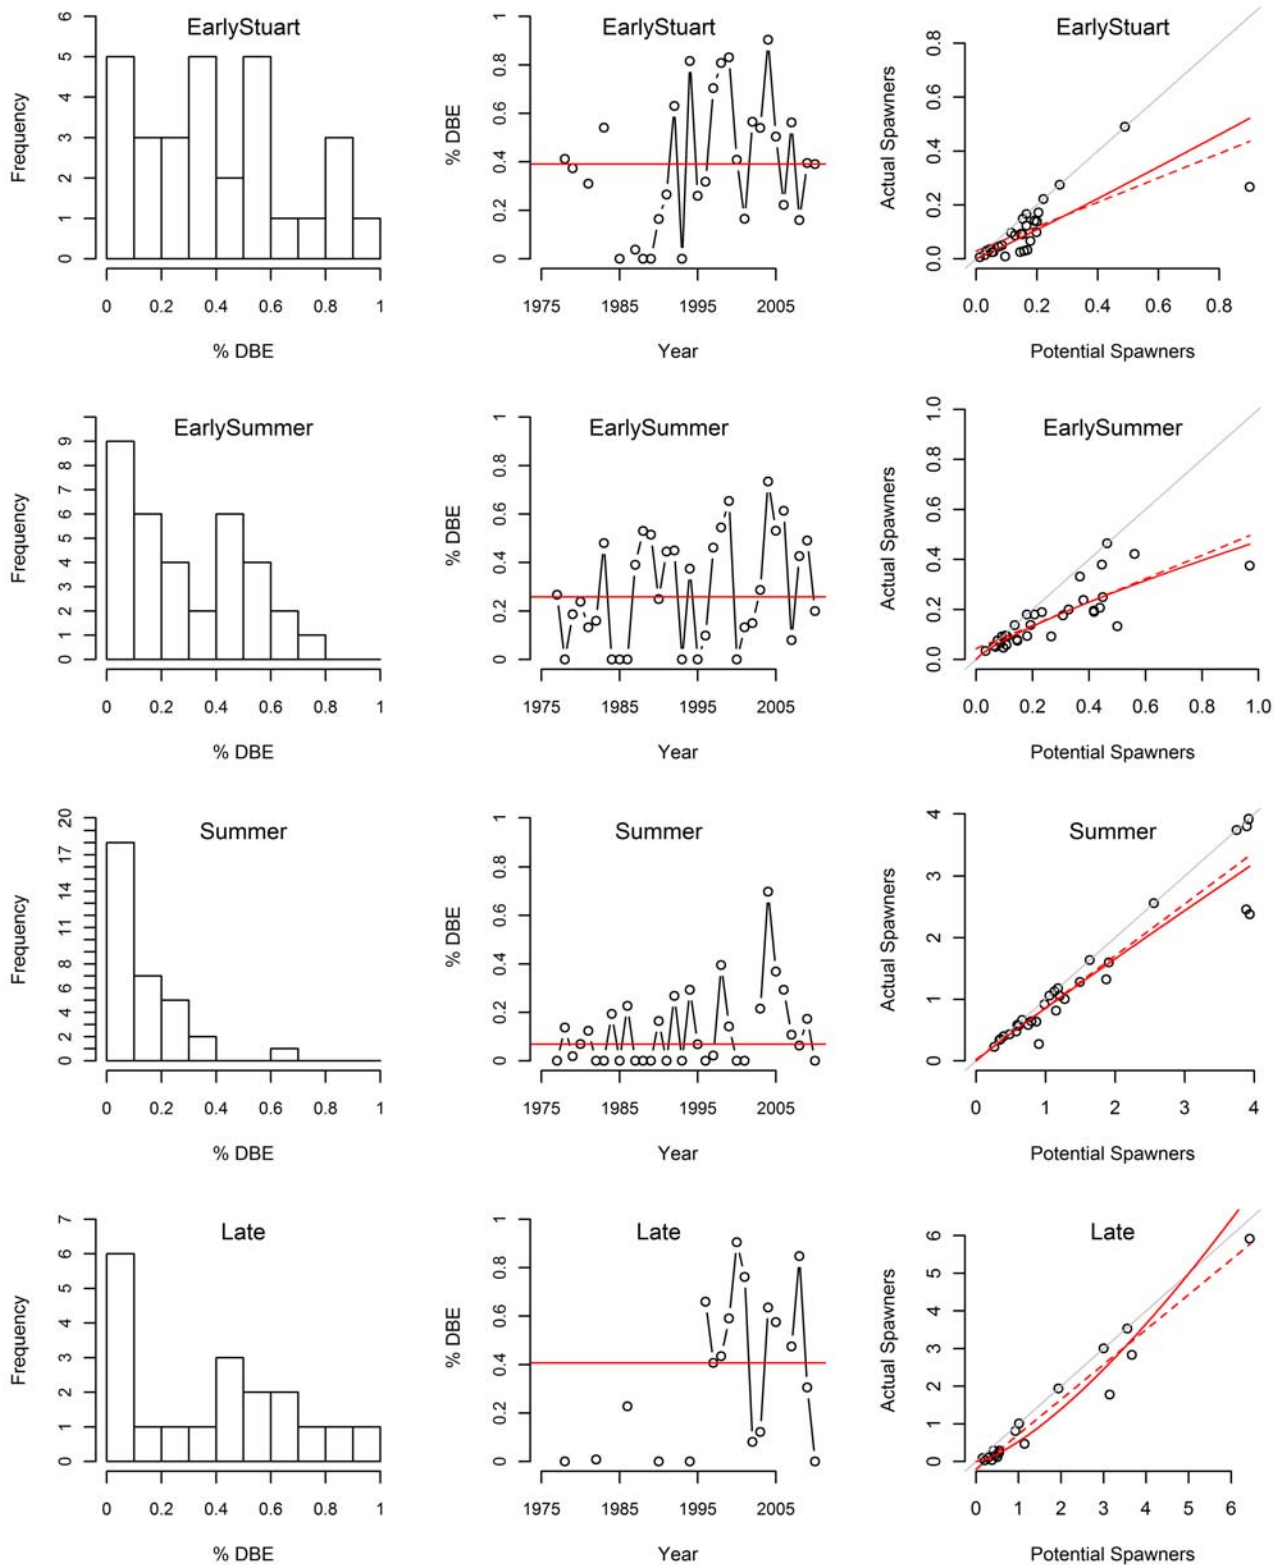 EarlyStuart
Frequency
0 1 2 3 4 5 6
0 0.2 0.4 0.6 0.8 1
% DBE
EarlyStuart
% DBE
0 0.2 0.4 0.6 0.8 1
1975 1985 1995 2005
Year
EarlyStuart
Actual Spawners
0.0 0.2 0.4 0.6 0.8
0.0 0.2 0.4 0.6 0.8
Potential Spawners
EarlySummer
Frequency
0 1 2 3 4 5 6 7 8 9
0 0.2 0.4 0.6 0.8 1
% DBE
EarlySummer
% DBE
0 0.2 0.4 0.6 0.8 1
1975 1985 1995 2005
Year
EarlySummer
Actual Spawners
0.0 0.2 0.4 0.6 0.8 1.0
0.0 0.2 0.4 0.6 0.8 1.0
Potential Spawners
Summer
Frequency
0 1 2 3 4 5 6 7 8 11 14 17 20
0 0.2 0.4 0.6 0.8 1
% DBE
Summer
% DBE
0 0.2 0.4 0.6 0.8 1
1975 1985 1995 2005
Year
Summer
Actual Spawners
0 1 2 3 4
0 1 2 3 4
Potential Spawners
Late
Frequency
0 1 2 3 4 5 6 7
0 0.2 0.4 0.6 0.8 1
% DBE
Late
% DBE
0 0.2 0.4 0.6 0.8 1
1975 1985 1995 2005
Year
Late
Actual Spawners
0 1 2 3 4 5 6
0 1 2 3 4 5 6
Potential Spawners